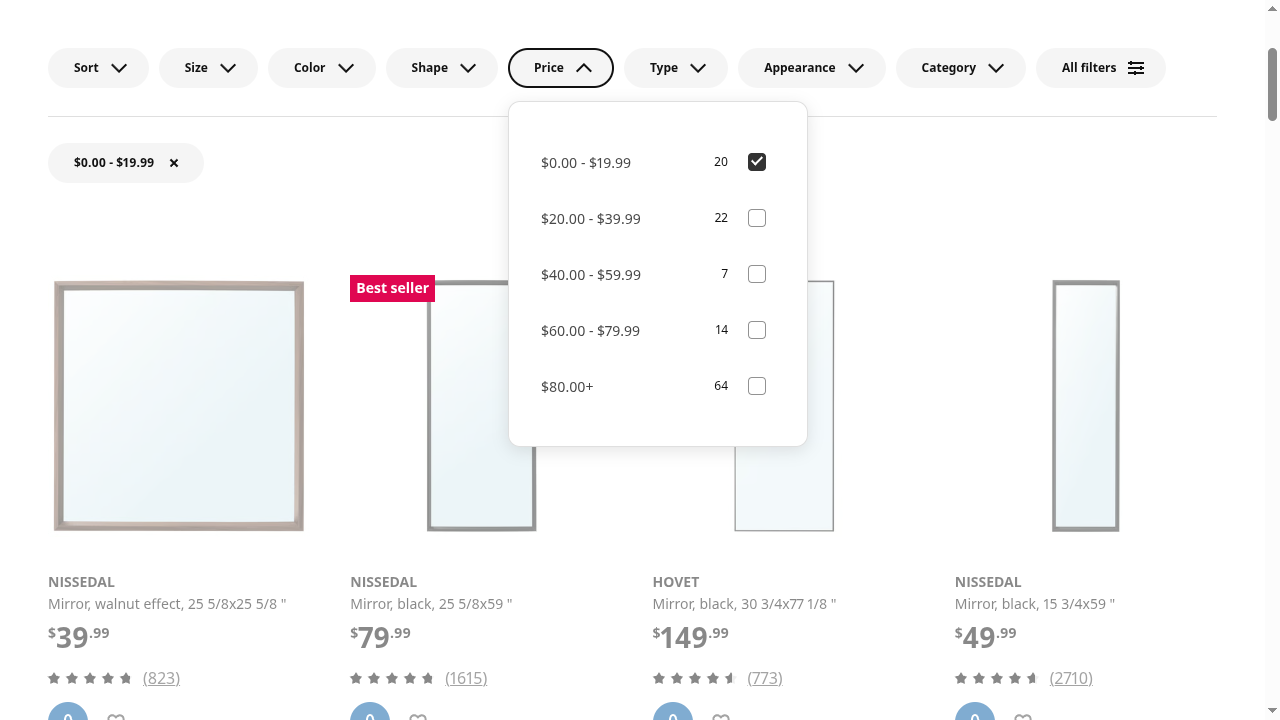 Sort
Size
Color
Shape
Price
Type
Appearance
Category
All filters
$0.00 - $19.99
$0.00 - $19.99 20
$20.00 - $39.99 22
$40.00 - $59.99 7
$60.00 - $79.99 14
$80.00+ 64
Best seller
NISSEDAL
Mirror, walnut effect, 25 5/8x25 5/8 "
$39.99
(823)
NISSEDAL
Mirror, black, 25 5/8x59 "
$79.99
(1615)
HOVET
Mirror, black, 30 3/4x77 1/8 "
$149.99
(773)
NISSEDAL
Mirror, black, 15 3/4x59 "
$49.99
(2710)